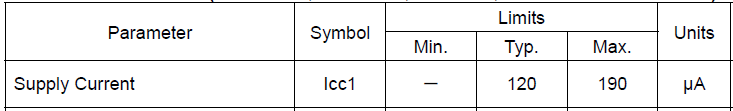 Parameter Symbol Limits Units
Min. Typ. Max.
Supply Current Icc1 － 120 190 μA